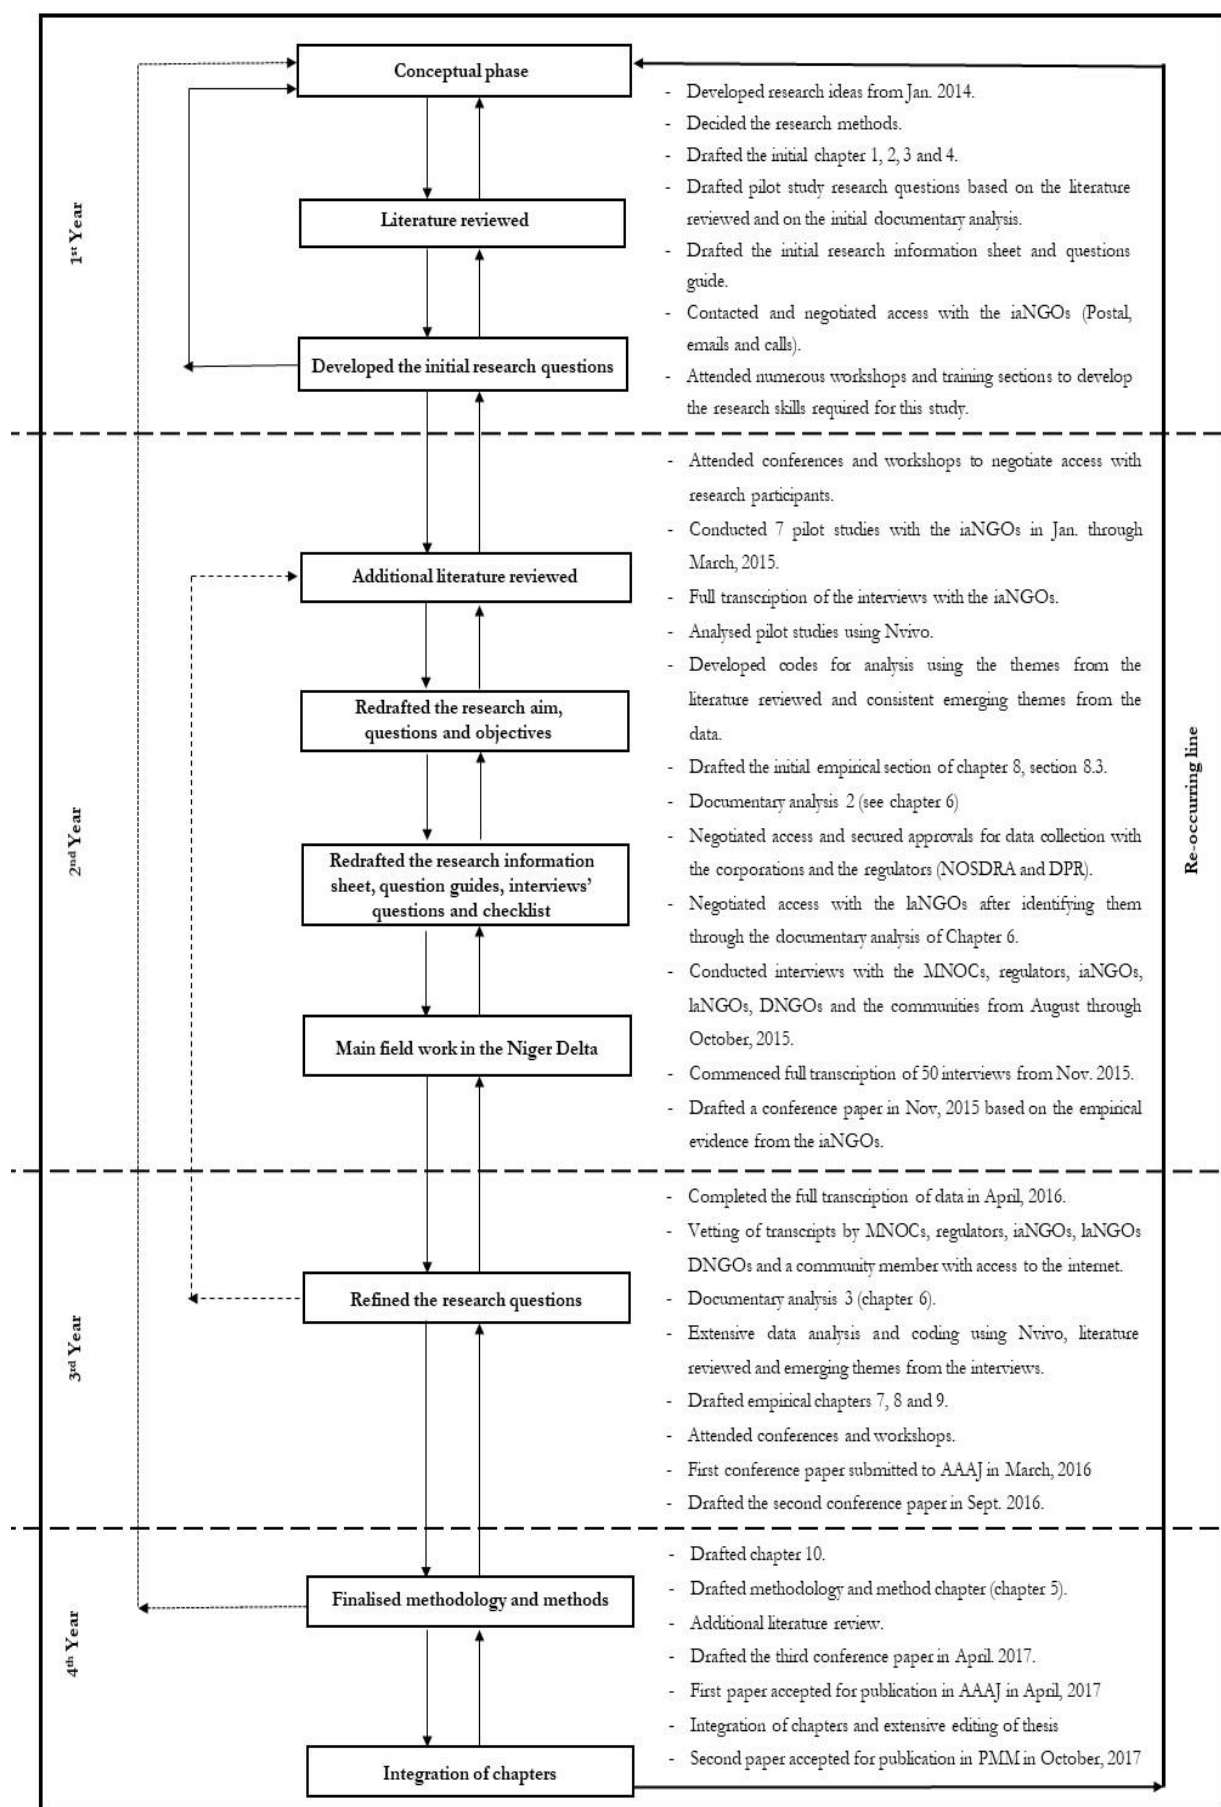 Conceptual phase
- Developed research ideas from Jan. 2014.
- Decided the research methods.
- Drafted the initial chapter 1, 2, 3 and 4.
- Drafted pilot study research questions based on the literature
reviewed and on the initial documentary analysis.
- Drafted the initial research information sheet and questions
guide.
- Contacted and negotiated access with the iaNGOs (Postal,
emails and calls).
- Attended numerous workshops and training sections to develop
the research skills required for this study.
1st Year
Literature reviewed
Developed the initial research questions
- Attended conferences and workshops to negotiate access with
research participants.
- Conducted 7 pilot studies with the iaNGOs in Jan. through
March, 2015.
- Full transcription of the interviews with the iaNGOs.
- Analysed pilot studies using Nvivo.
- Developed codes for analysis using the themes from the
literature reviewed and consistent emerging themes from the
data.
- Drafted the initial empirical section of chapter 8, section 8.3.
- Documentary analysis 2 (see chapter 6)
- Negotiated access and secured approvals for data collection with
the corporations and the regulators (NOSDRA and DPR).
- Negotiated access with the laNGOs after identifying them
through the documentary analysis of Chapter 6.
- Conducted interviews with the MNOCs, regulators, iaNGOs,
laNGOs, DNGOs and the communities from August through
October, 2015.
- Commenced full transcription of 50 interviews from Nov. 2015.
- Drafted a conference paper in Nov, 2015 based on the empirical
evidence from the iaNGOs.
2nd Year
Additional literature reviewed
Redrafted the research aim,
questions and objectives
Redrafted the research information
sheet, question guides, interviews'
questions and checklist
Main field work in the Niger Delta
Re-occurring line
- Completed the full transcription of data in April, 2016.
- Vetting of transcripts by MNOCs, regulators, iaNGOs, laNGOs
DNGOs and a community member with access to the internet.
- Documentary analysis 3 (chapter 6).
- Extensive data analysis and coding using Nvivo, literature
reviewed and emerging themes from the interviews.
- Drafted empirical chapters 7, 8 and 9.
- Attended conferences and workshops.
- First conference paper submitted to AAAJ in March, 2016
- Drafted the second conference paper in Sept. 2016.
3rd Year
Refined the research questions
- Drafted chapter 10.
- Drafted methodology and method chapter (chapter 5).
- Additional literature review.
- Drafted the third conference paper in April. 2017.
- First paper accepted for publication in AAAJ in April, 2017
- Integration of chapters and extensive editing of thesis
- Second paper accepted for publication in PMM in October, 2017
4th Year
Finalised methodology and methods
Integration of chapters